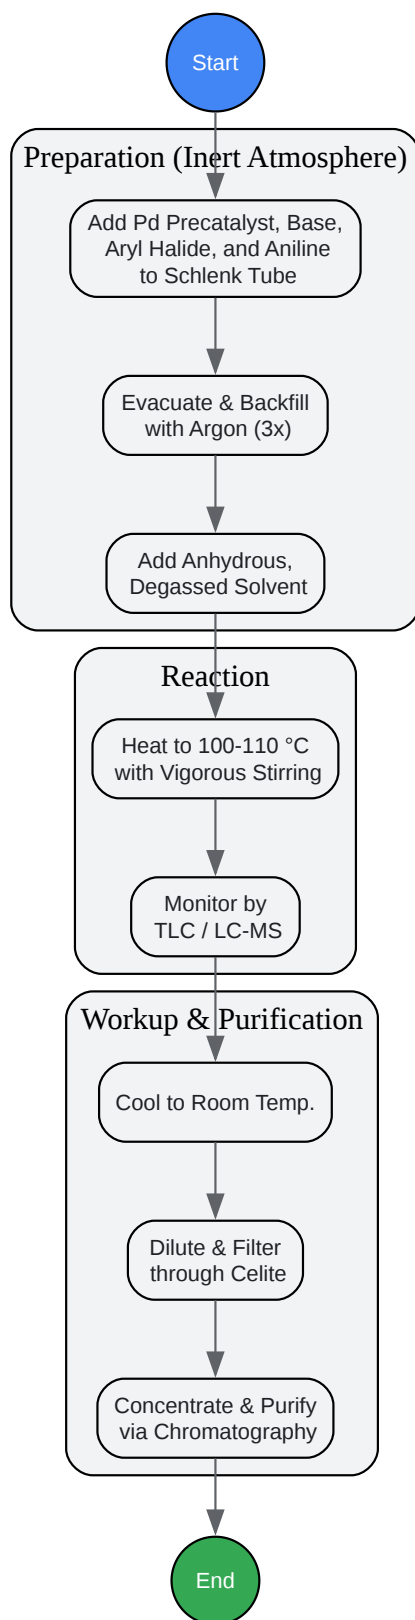 Start
Preparation (Inert Atmosphere)
Add Pd Precatalyst, Base,
Aryl Halide, and Aniline
to Schlenk Tube
Evacuate & Backfill
with Argon (3x)
Add Anhydrous,
Degassed Solvent
Reaction
Heat to 100-110 °C
with Vigorous Stirring
Monitor by
TLC / LC-MS
Workup & Purification
Cool to Room Temp.
Dilute & Filter
through Celite
Concentrate & Purify
via Chromatography
End